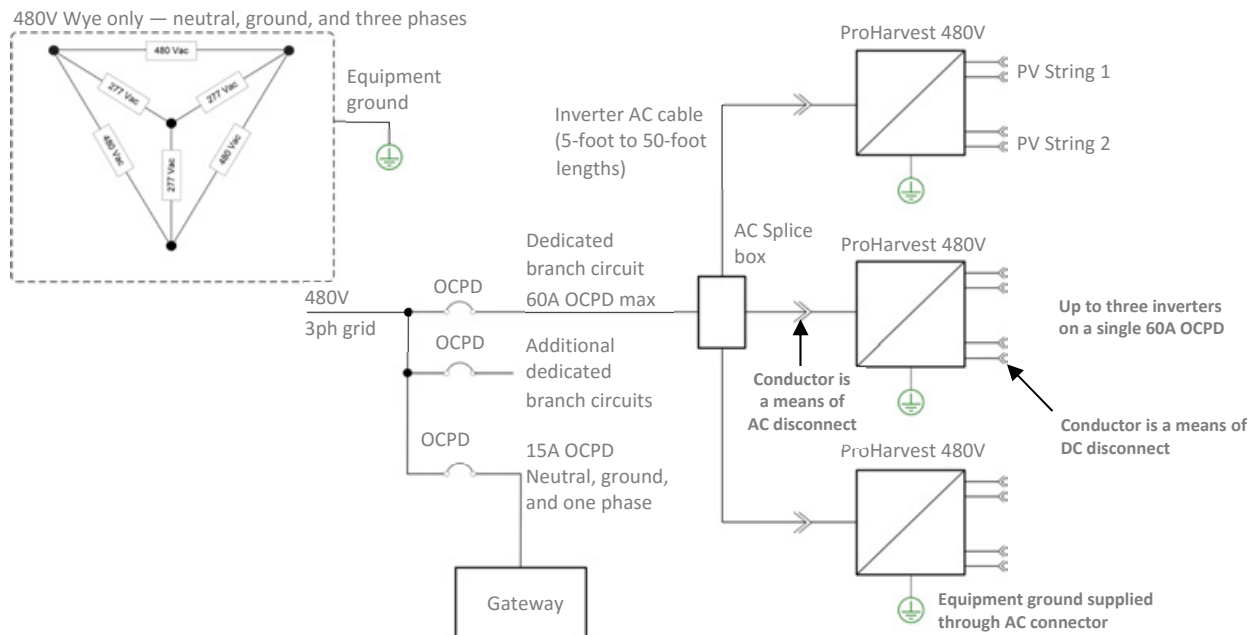 480V Wye only — neutral, ground, and three phases
480 Vac
277 Vac
277 Vac
480 Vac
277 Vac
480 Vac
Equipment
ground
480V
3ph grid
OCPD
Dedicated
branch circuit
60A OCPD max
OCPD
Additional
dedicated
branch circuits
OCPD
15A OCPD
Neutral, ground,
and one phase
Gateway
Inverter AC cable
(5-foot to 50-foot
lengths)
AC Splice
box
ProHarvest 480V
PV String 1
PV String 2
ProHarvest 480V
Up to three inverters
on a single 60A OCPD
Conductor is
a means of
AC disconnect
Conductor is a means of
DC disconnect
ProHarvest 480V
Equipment ground supplied
through AC connector